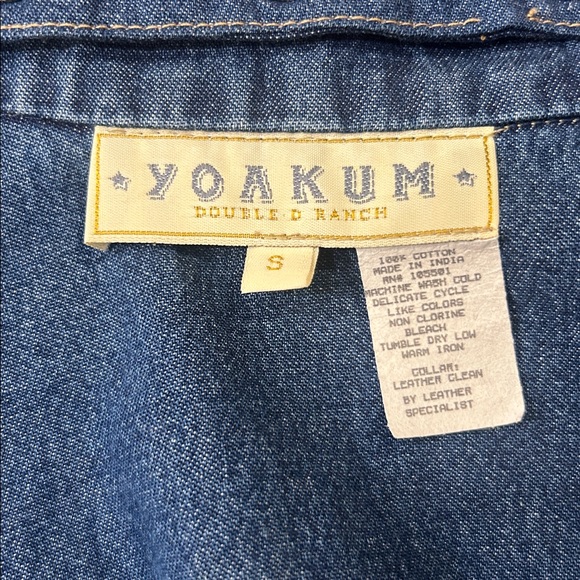 YOAKUM
DOUBLE D RANCH
S
100% COTTON
MADE IN INDIA
RN# 105501
MACHINE WASH COLD
DELICATE CYCLE
LIKE COLORS
NON CLORINE
BLEACH
TUMBLE DRY LOW
WARM IRON
COLLAR:
LEATHER CLEAN
BY LEATHER
SPECIALIST